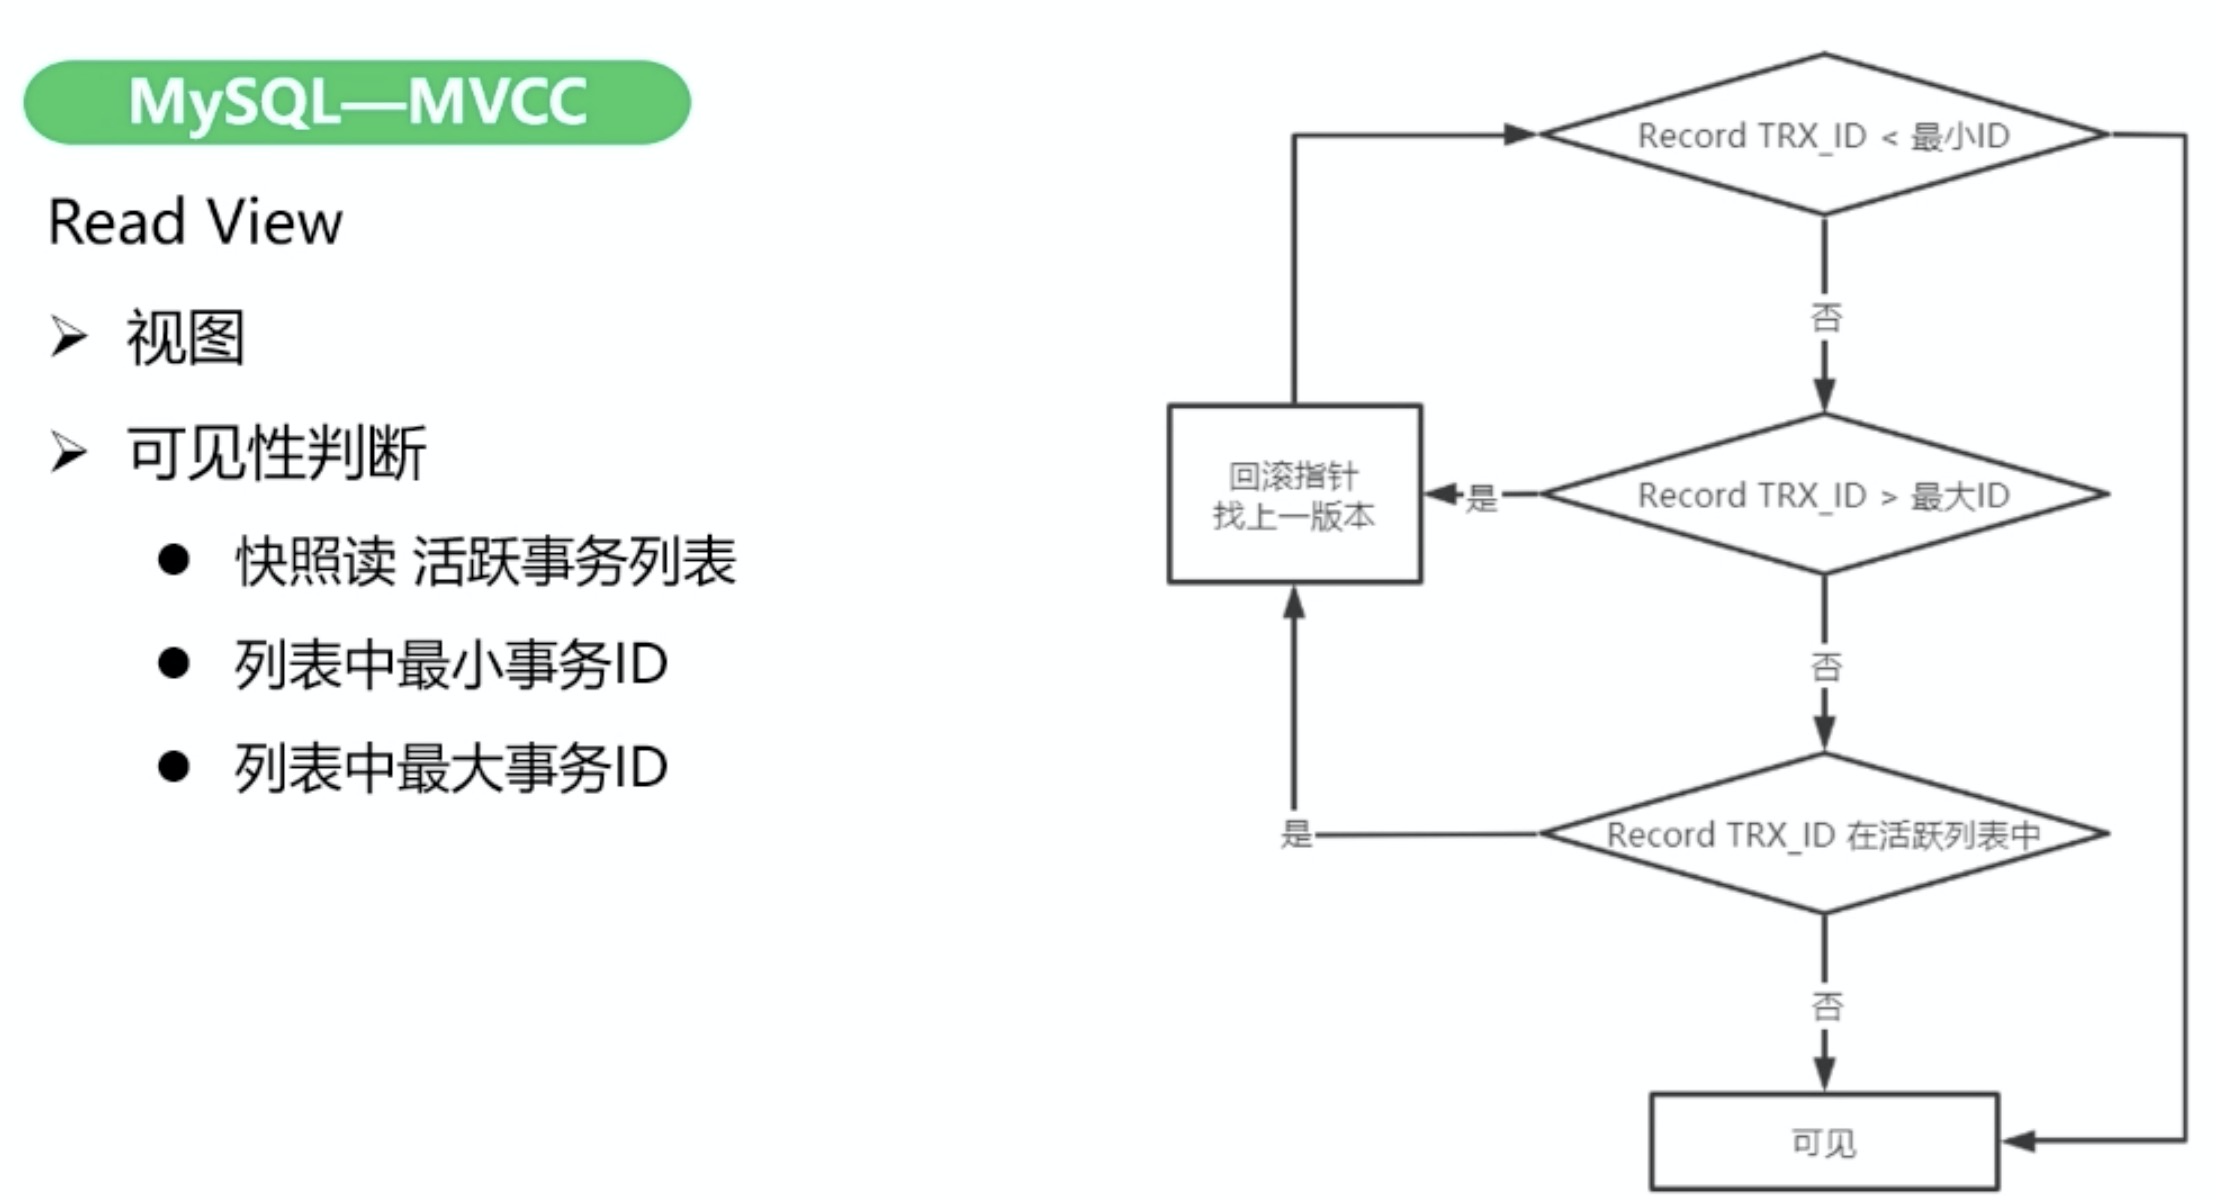 MySQL—MVCC
Read View
视图
可见性判断
快照读 活跃事务列表
列表中最小事务ID
列表中最大事务ID
Record TRX_ID < 最小ID
否
回滚指针
找上一版本
是
Record TRX_ID > 最大ID
否
是
Record TRX_ID 在活跃列表中
否
可见